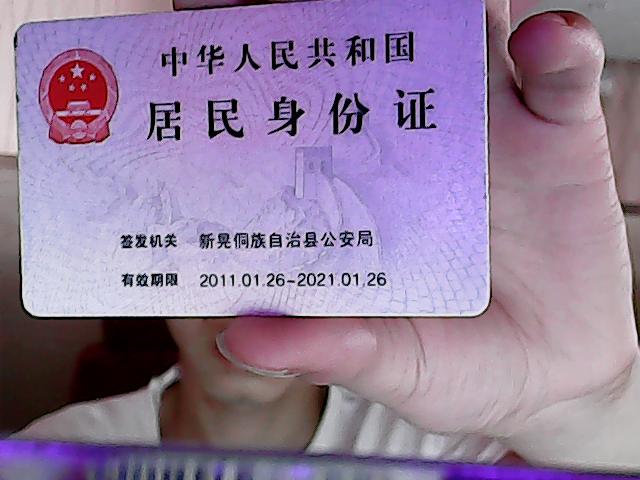 中华人民共和国
居民身份证
签发机关 新晃侗族自治县公安局
有效期限 2011.01.26-2021.01.26